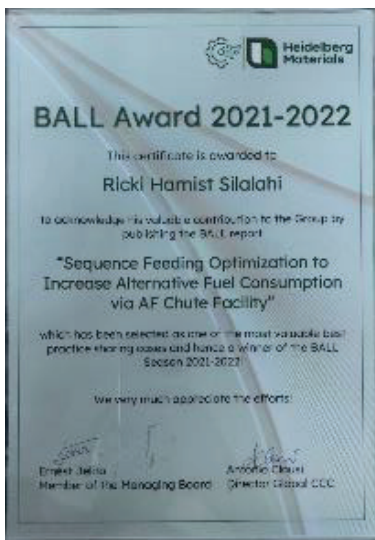 Heidelberg
Materials
BALL Award 2021-2022
This certificate is awarded to
Ricki Hamist Silalahi
to acknowledge his valuable contribution to the Group by
publishing the BALL report
"Sequence Feeding Optimization to
Increase Alternative Fuel Consumption
via AF Chute Facility"
which has been selected as one of the most valuable best
practice sharing cases and hence a winner of the BALL
Season 2021-2022!
We very much appreciate the efforts!
Ernest Jelito
Antonio Clausi
Member of the Managing Board
Director Global CCC